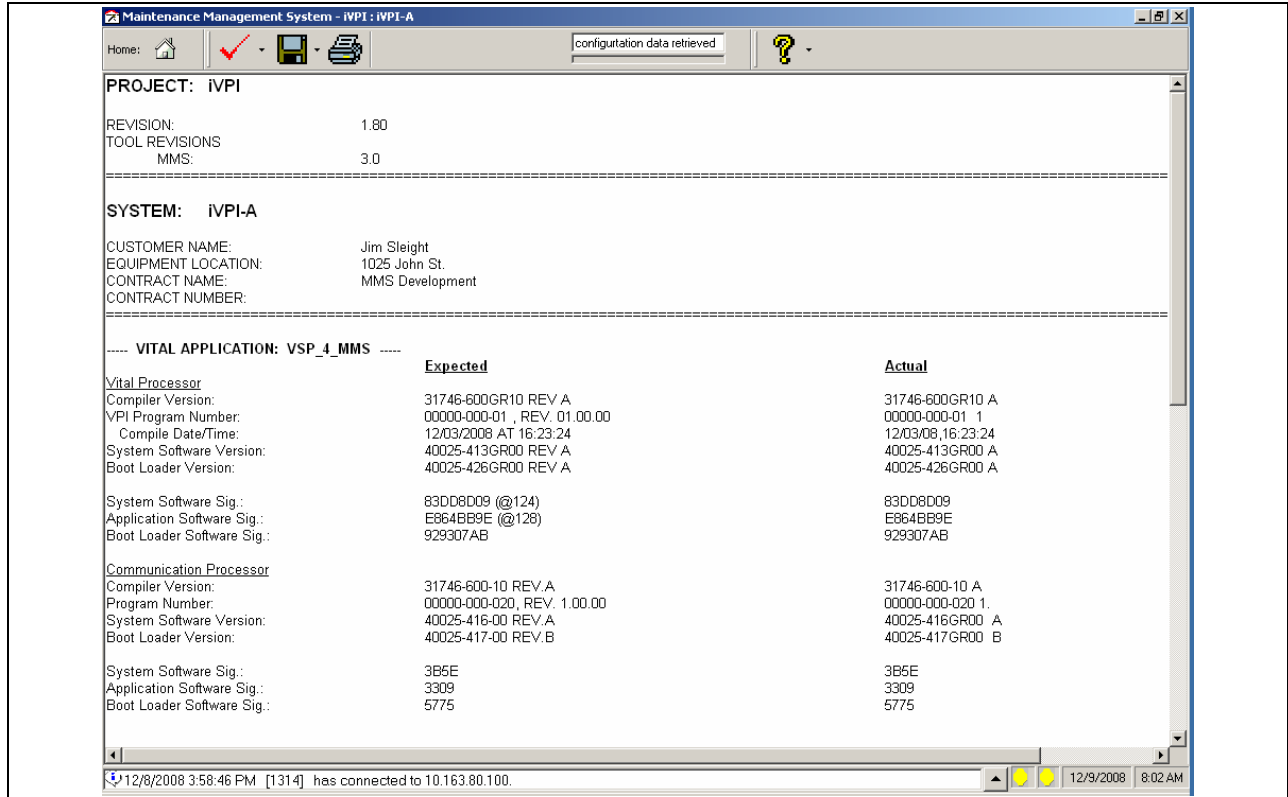 Maintenance Management System - iVPI : iVPI-A
Home: configurtation data retrieved
PROJECT: iVPI
REVISION: 1.80
TOOL REVISIONS
MMS: 3.0
================================================================================
SYSTEM: iVPI-A
CUSTOMER NAME: Jim Sleight
EQUIPMENT LOCATION: 1025 John St.
CONTRACT NAME: MMS Development
CONTRACT NUMBER:
================================================================================
----- VITAL APPLICATION: VSP_4_MMS -----
Expected Actual
Vital Processor
Compiler Version: 31746-600GR10 REV A 31746-600GR10 A
VPI Program Number: 00000-000-01 , REV. 01.00.00 00000-000-01 1
Compile Date/Time: 12/03/2008 AT 16:23:24 12/03/08,16:23:24
System Software Version: 40025-413GR00 REV A 40025-413GR00 A
Boot Loader Version: 40025-426GR00 REV A 40025-426GR00 A
System Software Sig.: 83DD8D09 (@124) 83DD8D09
Application Software Sig.: E864BB9E (@128) E864BB9E
Boot Loader Software Sig.: 929307AB 929307AB
Communication Processor
Compiler Version: 31746-600-10 REV.A 31746-600-10 A
Program Number: 00000-000-020, REV. 1.00.00 00000-000-020 1.
System Software Version: 40025-416-00 REV.A 40025-416GR00 A
Boot Loader Version: 40025-417-00 REV.B 40025-417GR00 B
System Software Sig.: 3B5E 3B5E
Application Software Sig.: 3309 3309
Boot Loader Software Sig.: 5775 5775
12/8/2008 3:58:46 PM [1314] has connected to 10.163.80.100. 12/9/2008 8:02 AM